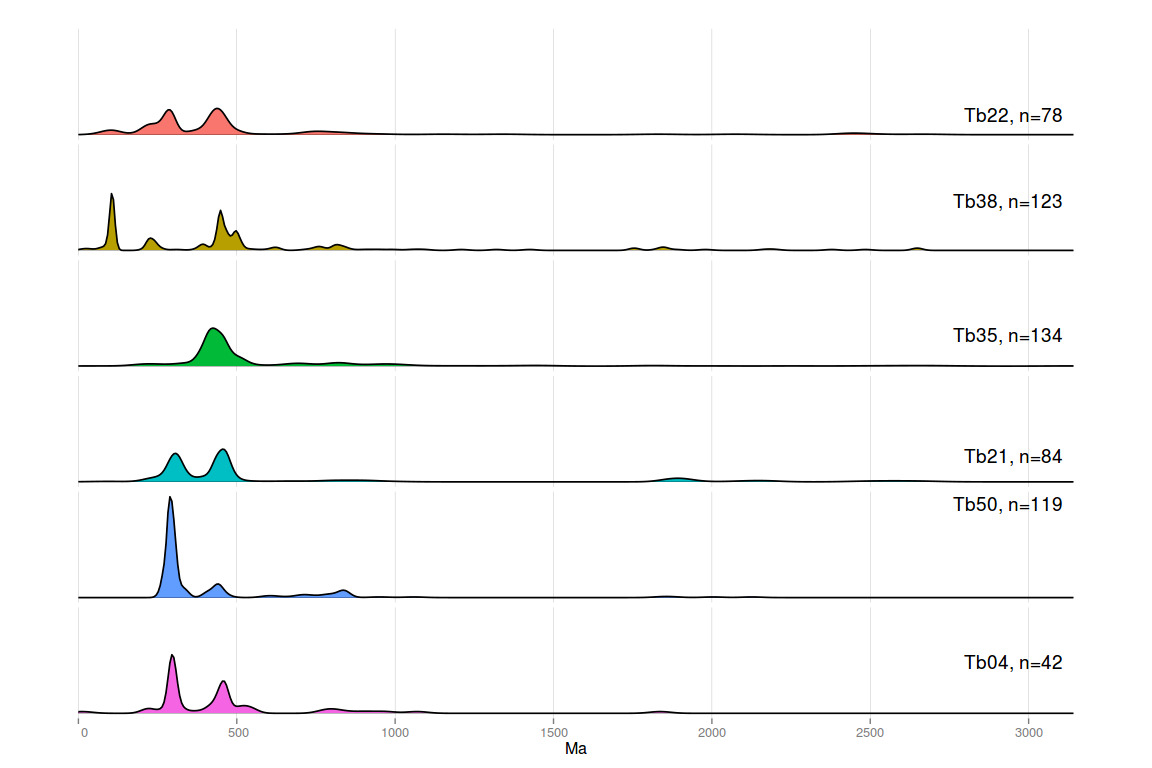 Tb22, n=78
Tb38, n=123
Tb35, n=134
Tb21, n=84
Tb50, n=119
Tb04, n=42
0 500 1000 1500 2000 2500 3000
Ma